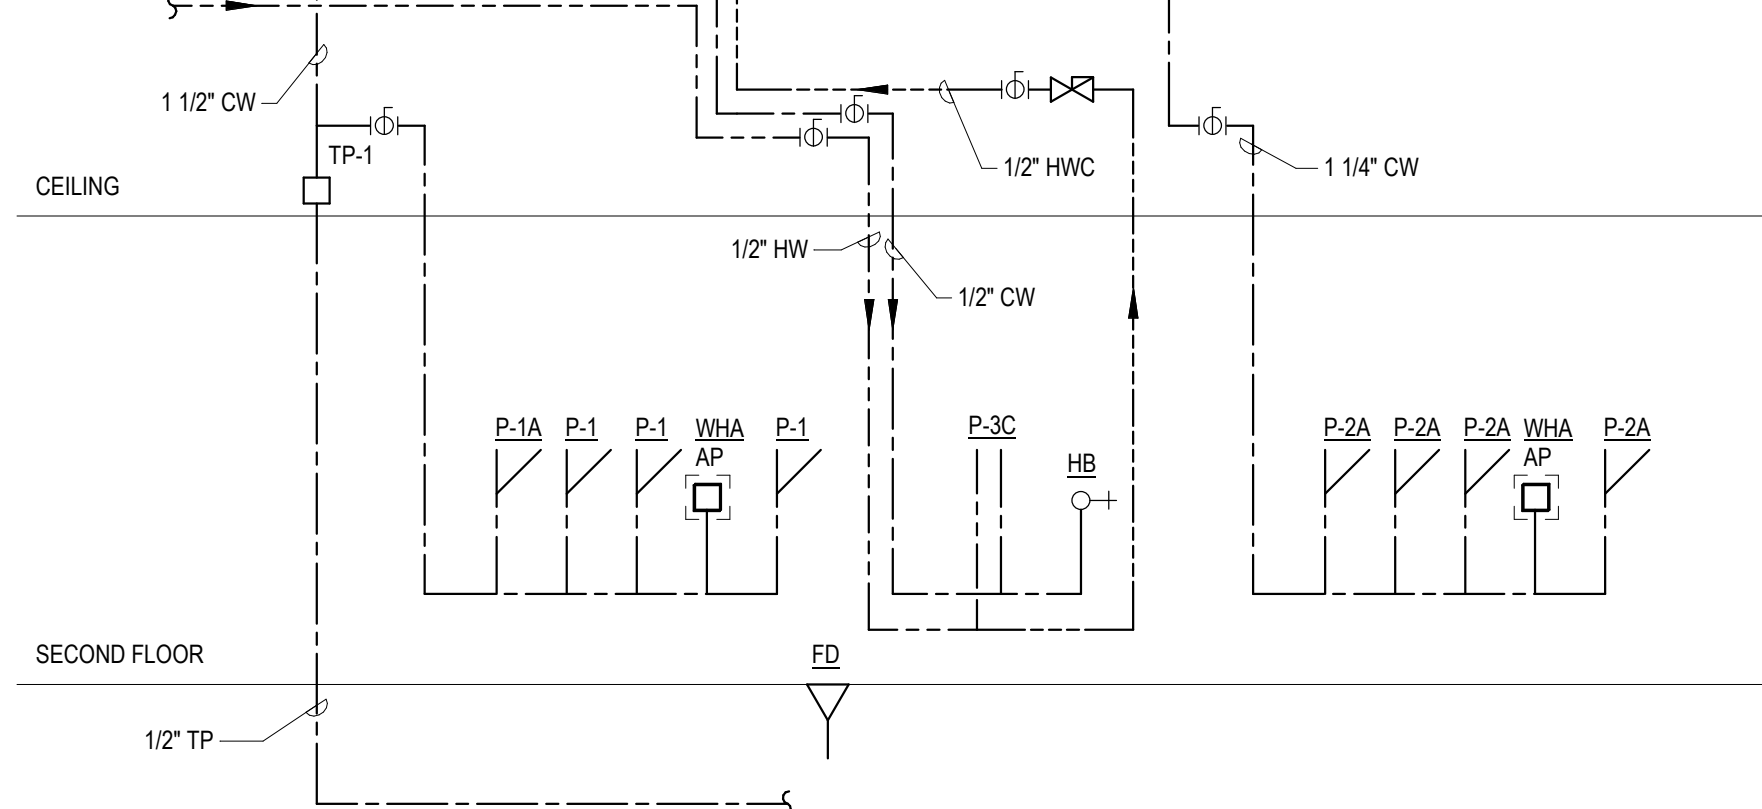 1 1/2" CW
TP-1
1/2" HWC
1 1/4" CW
CEILING
1/2" HW
1/2" CW
P-1A P-1 P-1 WHA P-1
AP
P-3C
HB
P-2A P-2A P-2A WHA P-2A
AP
SECOND FLOOR
FD
1/2" TP